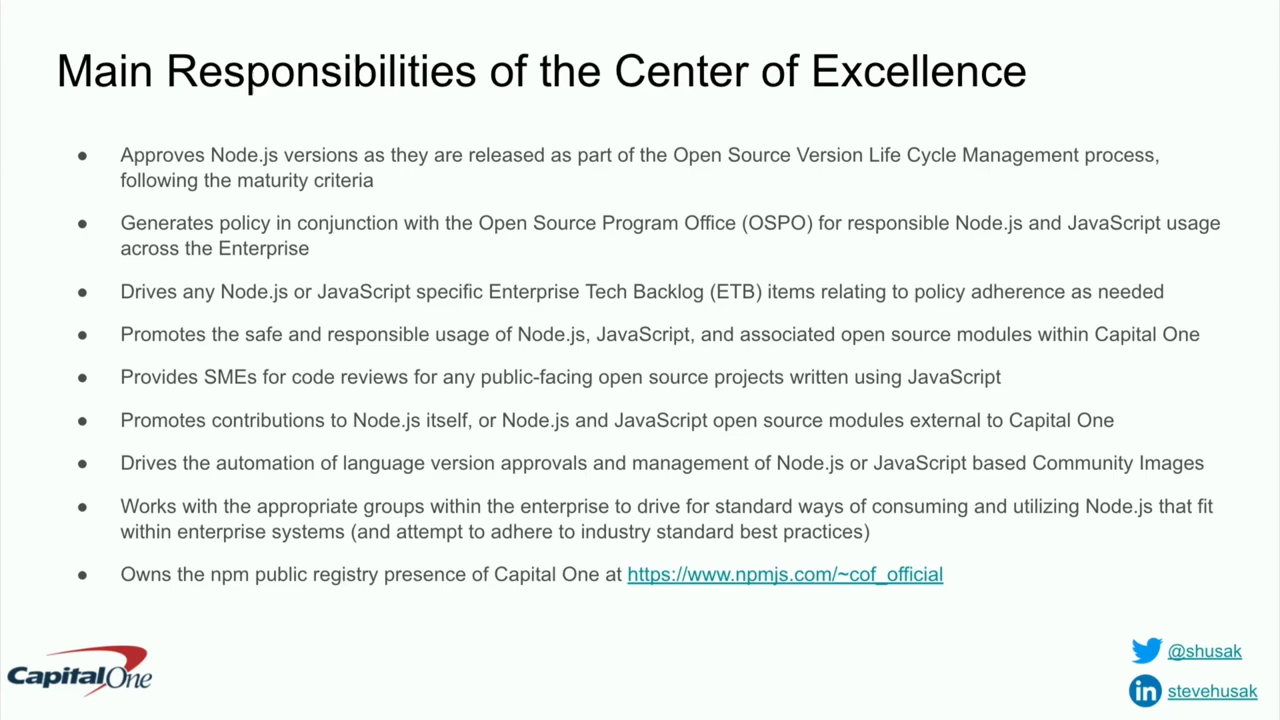 Main Responsibilities of the Center of Excellence
● Approves Node.js versions as they are released as part of the Open Source Version Life Cycle Management process,
following the maturity criteria
● Generates policy in conjunction with the Open Source Program Office (OSPO) for responsible Node.js and JavaScript usage
across the Enterprise
● Drives any Node.js or JavaScript specific Enterprise Tech Backlog (ETB) items relating to policy adherence as needed
● Promotes the safe and responsible usage of Node.js, JavaScript, and associated open source modules within Capital One
● Provides SMEs for code reviews for any public-facing open source projects written using JavaScript
● Promotes contributions to Node.js itself, or Node.js and JavaScript open source modules external to Capital One
● Drives the automation of language version approvals and management of Node.js or JavaScript based Community Images
● Works with the appropriate groups within the enterprise to drive for standard ways of consuming and utilizing Node.js that fit
within enterprise systems (and attempt to adhere to industry standard best practices)
● Owns the npm public registry presence of Capital One at https://www.npmjs.com/~cof_official
CapitalOne
@shusak
in stevehusak